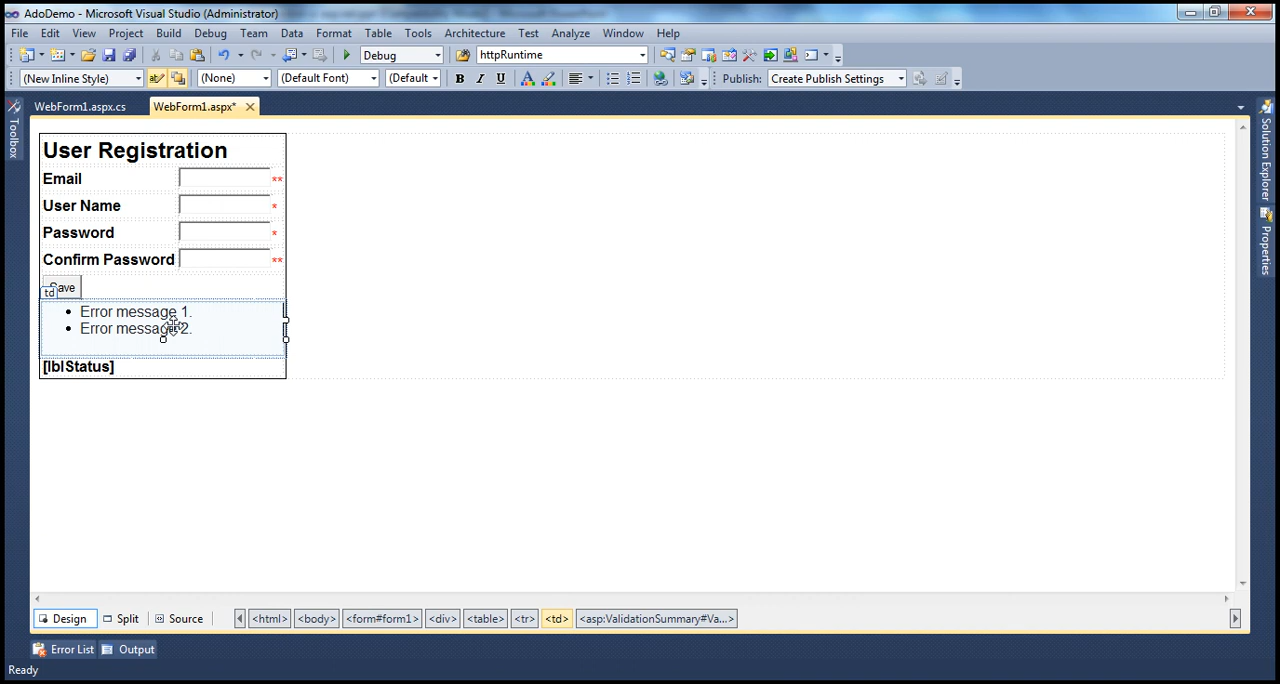 AdoDemo - Microsoft Visual Studio (Administrator)
File Edit View Project Build Debug Team Data Format Table Tools Architecture Test Analyze Window Help
Debug httpRuntime
(New Inline Style) (None) (Default Font) (Default B I U A Publish: Create Publish Settings
WebForm1.aspx.cs WebForm1.aspx*
Toolbox
Solution Explorer
Properties
User Registration
Email **
User Name *
Password *
Confirm Password **
Save
td
Error message 1.
Error message 2.
[lblStatus]
Design Split Source <html> <body> <form#form1> <div> <table> <tr> <td> <asp:ValidationSummary#Va...>
Error List Output
Ready